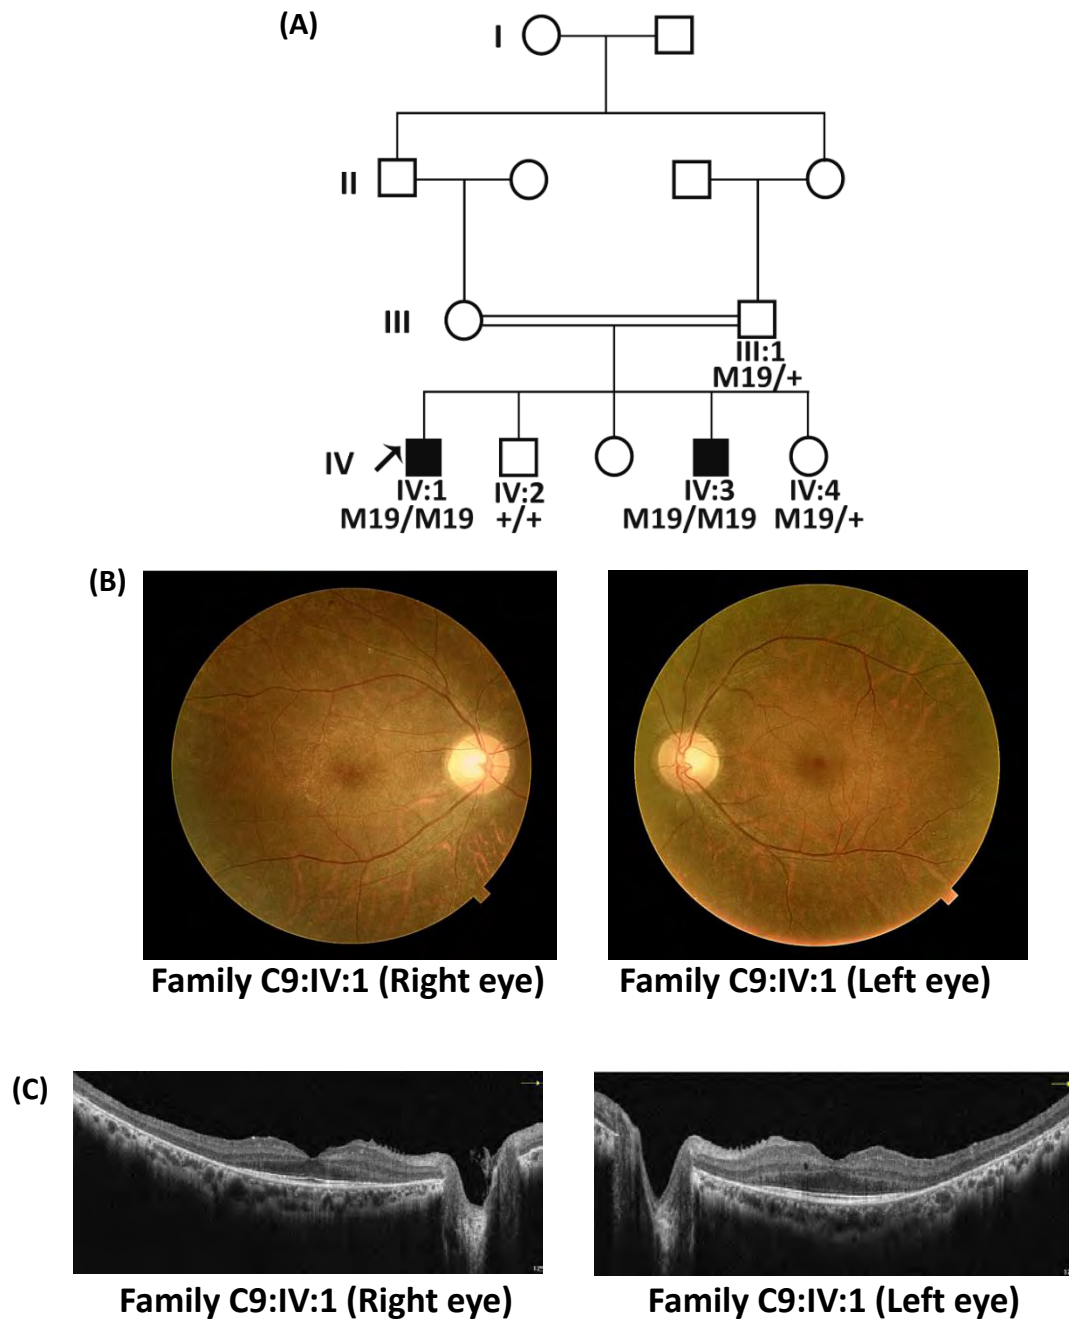 (A)
I
II
III
III:1
M19/+
IV
IV:1 IV:2 IV:3 IV:4
M19/M19 +/+ M19/M19 M19/+
(B)
Family C9:IV:1 (Right eye) Family C9:IV:1 (Left eye)
(C)
Family C9:IV:1 (Right eye) Family C9:IV:1 (Left eye)